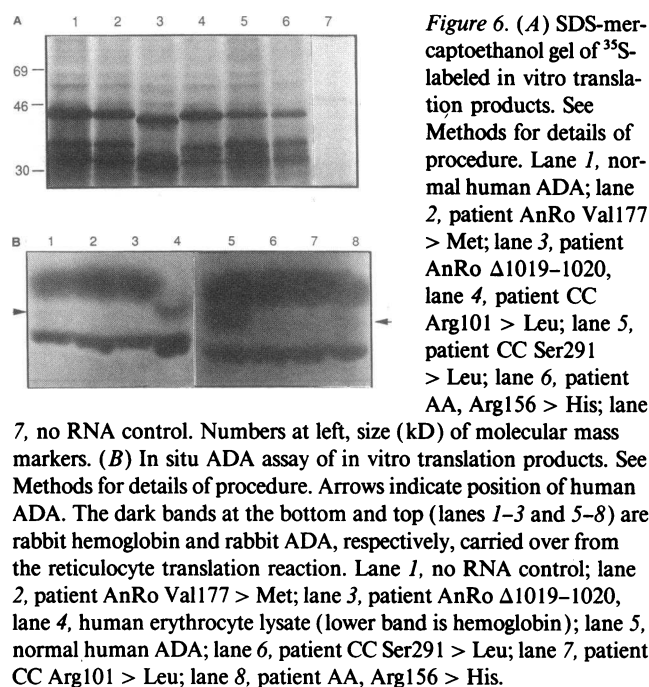 A
1 2 3 4 5 6 7
69
46
30
B
1 2 3 4 5 6 7 8
Figure 6. (A) SDS-mer-
captoethanol gel of ³⁵S-
labeled in vitro transla-
tion products. See
Methods for details of
procedure. Lane 1, nor-
mal human ADA; lane
2, patient AnRo Val177
> Met; lane 3, patient
AnRo Δ1019–1020,
lane 4, patient CC
Arg101 > Leu; lane 5,
patient CC Ser291
> Leu; lane 6, patient
AA, Arg156 > His; lane
7, no RNA control. Numbers at left, size (kD) of molecular mass
markers. (B) In situ ADA assay of in vitro translation products. See
Methods for details of procedure. Arrows indicate position of human
ADA. The dark bands at the bottom and top (lanes 1–3 and 5–8) are
rabbit hemoglobin and rabbit ADA, respectively, carried over from
the reticulocyte translation reaction. Lane 1, no RNA control; lane
2, patient AnRo Val177 > Met; lane 3, patient AnRo Δ1019–1020,
lane 4, human erythrocyte lysate (lower band is hemoglobin); lane 5,
normal human ADA; lane 6, patient CC Ser291 > Leu; lane 7, patient
CC Arg101 > Leu; lane 8, patient AA, Arg156 > His.